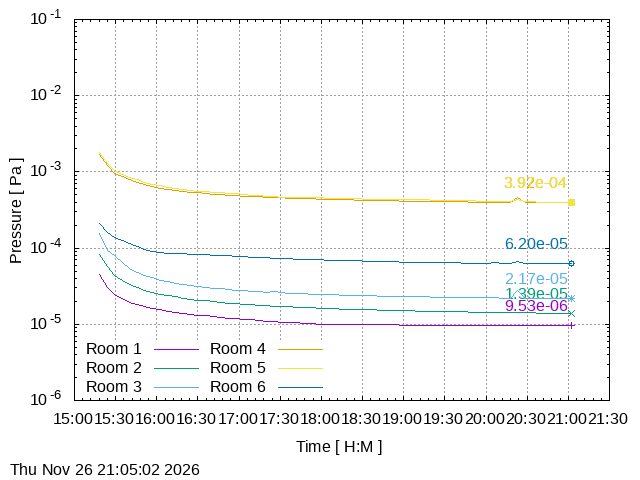 10^-1
10^-2
10^-3
10^-4
10^-5
10^-6
Pressure [ Pa ]
3.92e-04
6.20e-05
2.17e-05
1.39e-05
9.53e-06
Room 1 Room 4
Room 2 Room 5
Room 3 Room 6
15:00 15:30 16:00 16:30 17:00 17:30 18:00 18:30 19:00 19:30 20:00 20:30 21:00 21:30
Time [ H:M ]
Thu Nov 26 21:05:02 2026